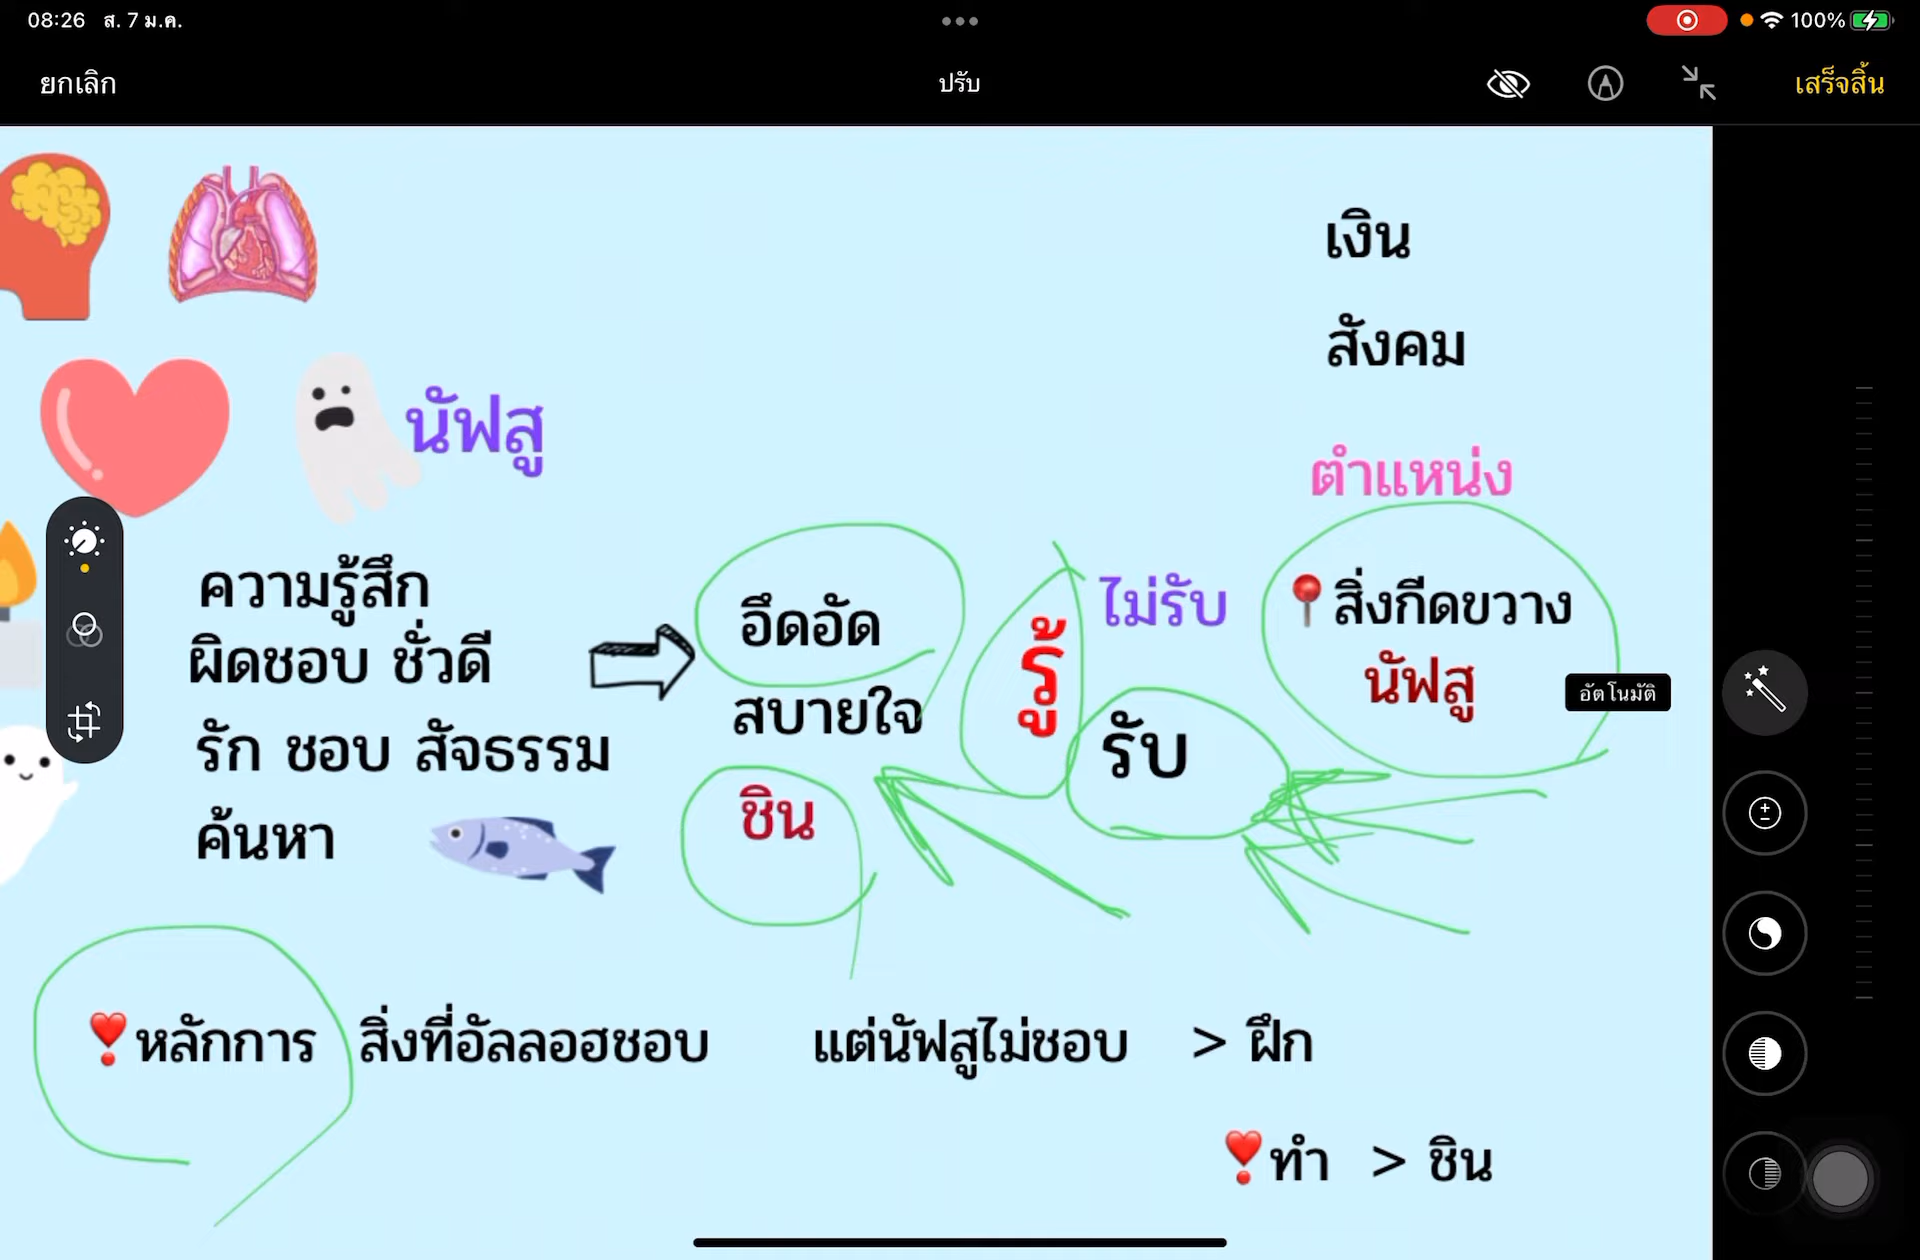 08:26 ส. 7 ม.ค.
100%
ยกเลิก
ปรับ
เสร็จสิ้น
เงิน
สังคม
นัฟสู
ตำแหน่ง
ความรู้สึก
ผิดชอบ ชั่วดี
รัก ชอบ สัจธรรม
ค้นหา
อึดอัด
สบายใจ
ชิน
รู้
ไม่รับ
รับ
สิ่งกีดขวาง
นัฟสู
อัตโนมัติ
หลักการ สิ่งที่อัลลอฮชอบ แต่นัฟสูไม่ชอบ > ฝึก
ทำ > ชิน